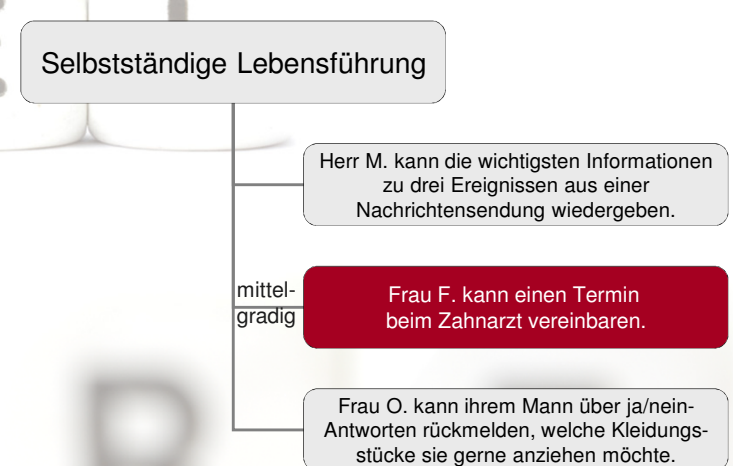 Selbstständige Lebensführung
Herr M. kann die wichtigsten Informationen
zu drei Ereignissen aus einer
Nachrichtensendung wiedergeben.
mittel-
gradig
Frau F. kann einen Termin
beim Zahnarzt vereinbaren.
Frau O. kann ihrem Mann über ja/nein-
Antworten rückmelden, welche Kleidungs-
stücke sie gerne anziehen möchte.